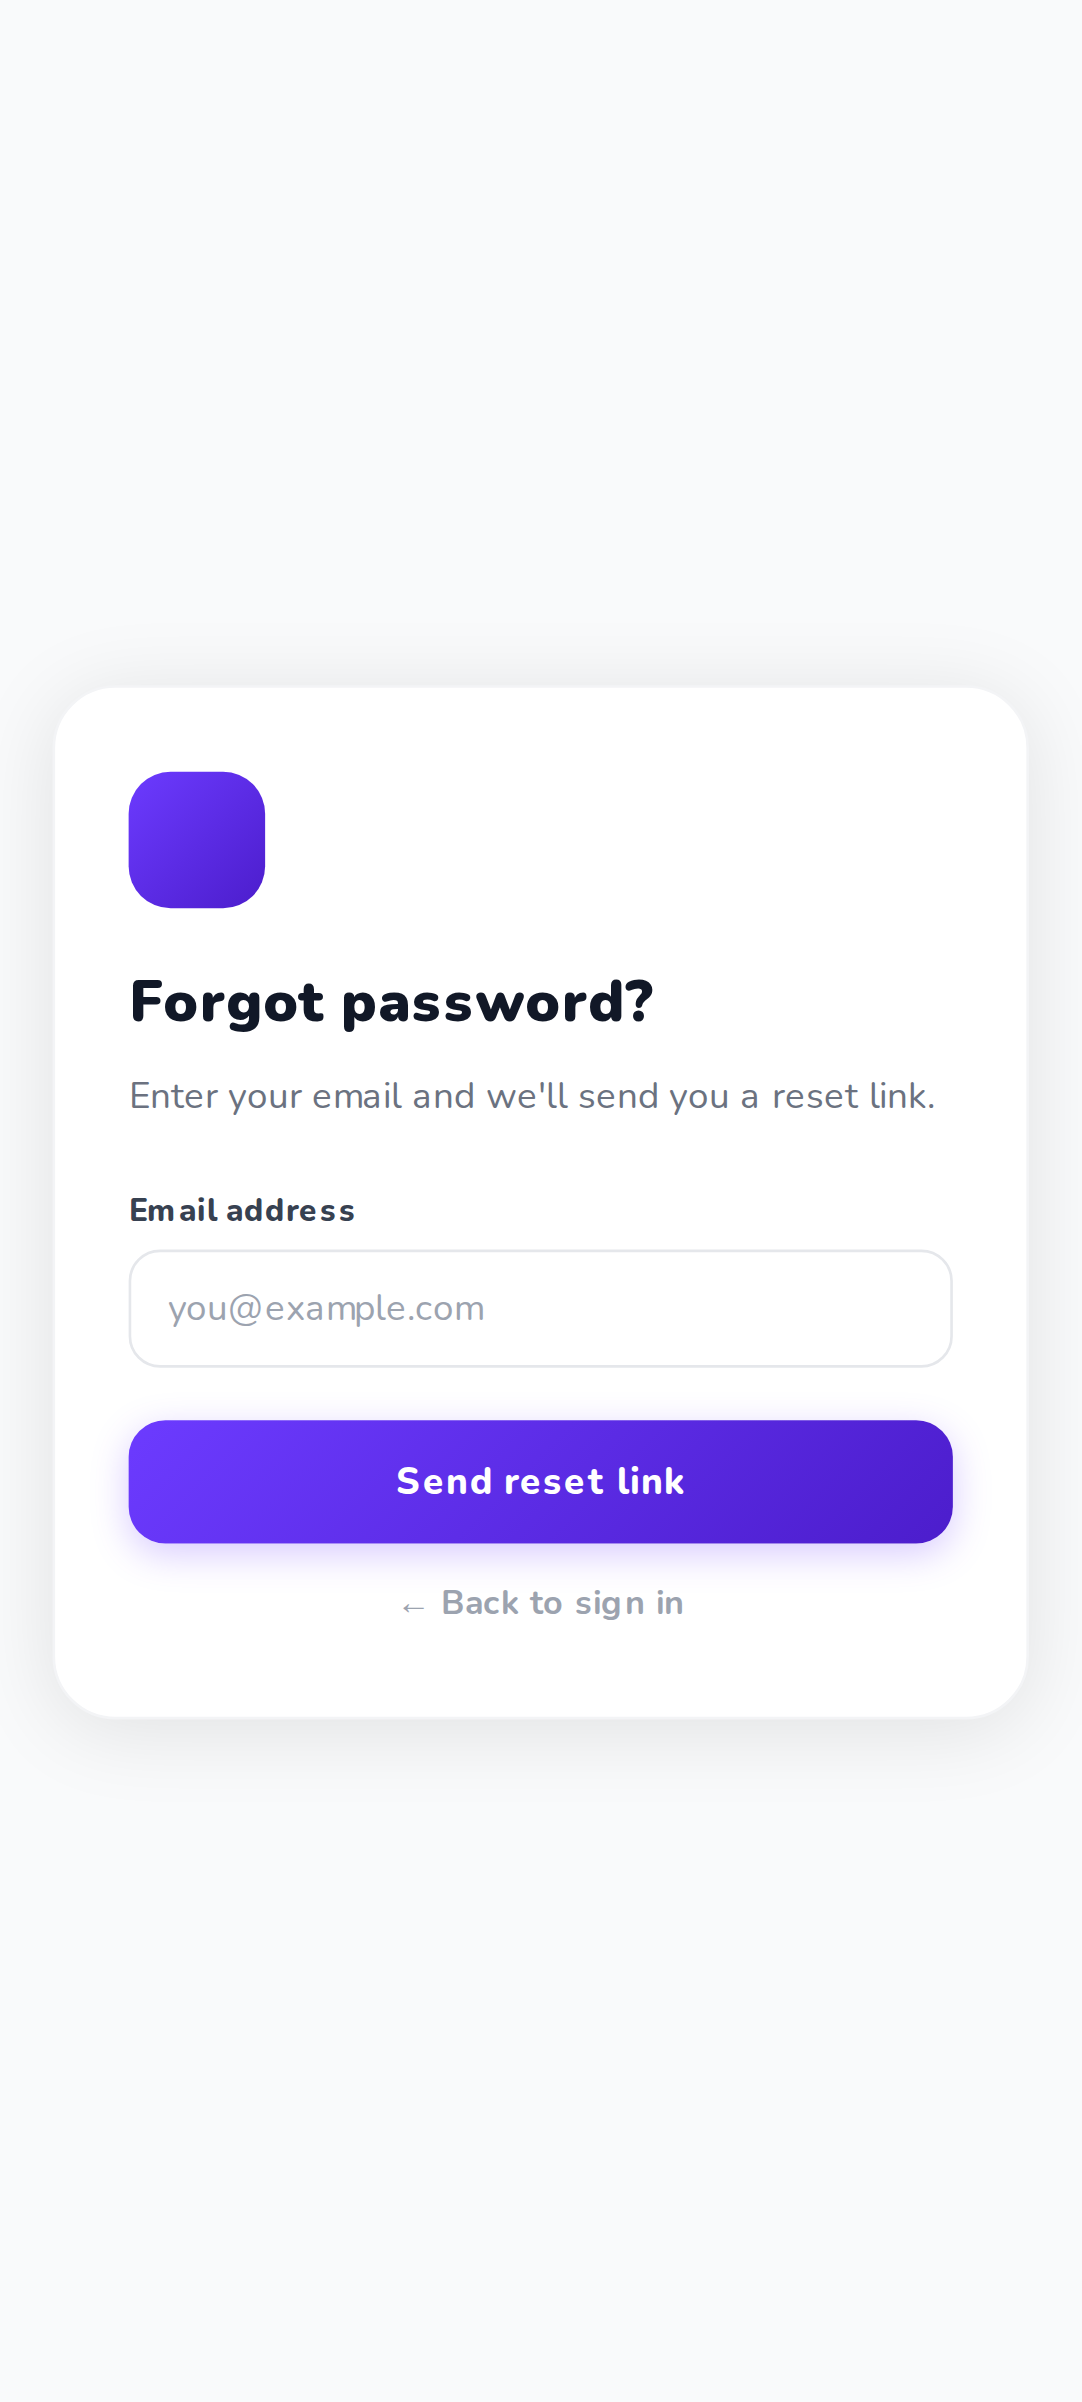 Forgot password?
Enter your email and we'll send you a reset link.
Email address
you@example.com
Send reset link
← Back to sign in